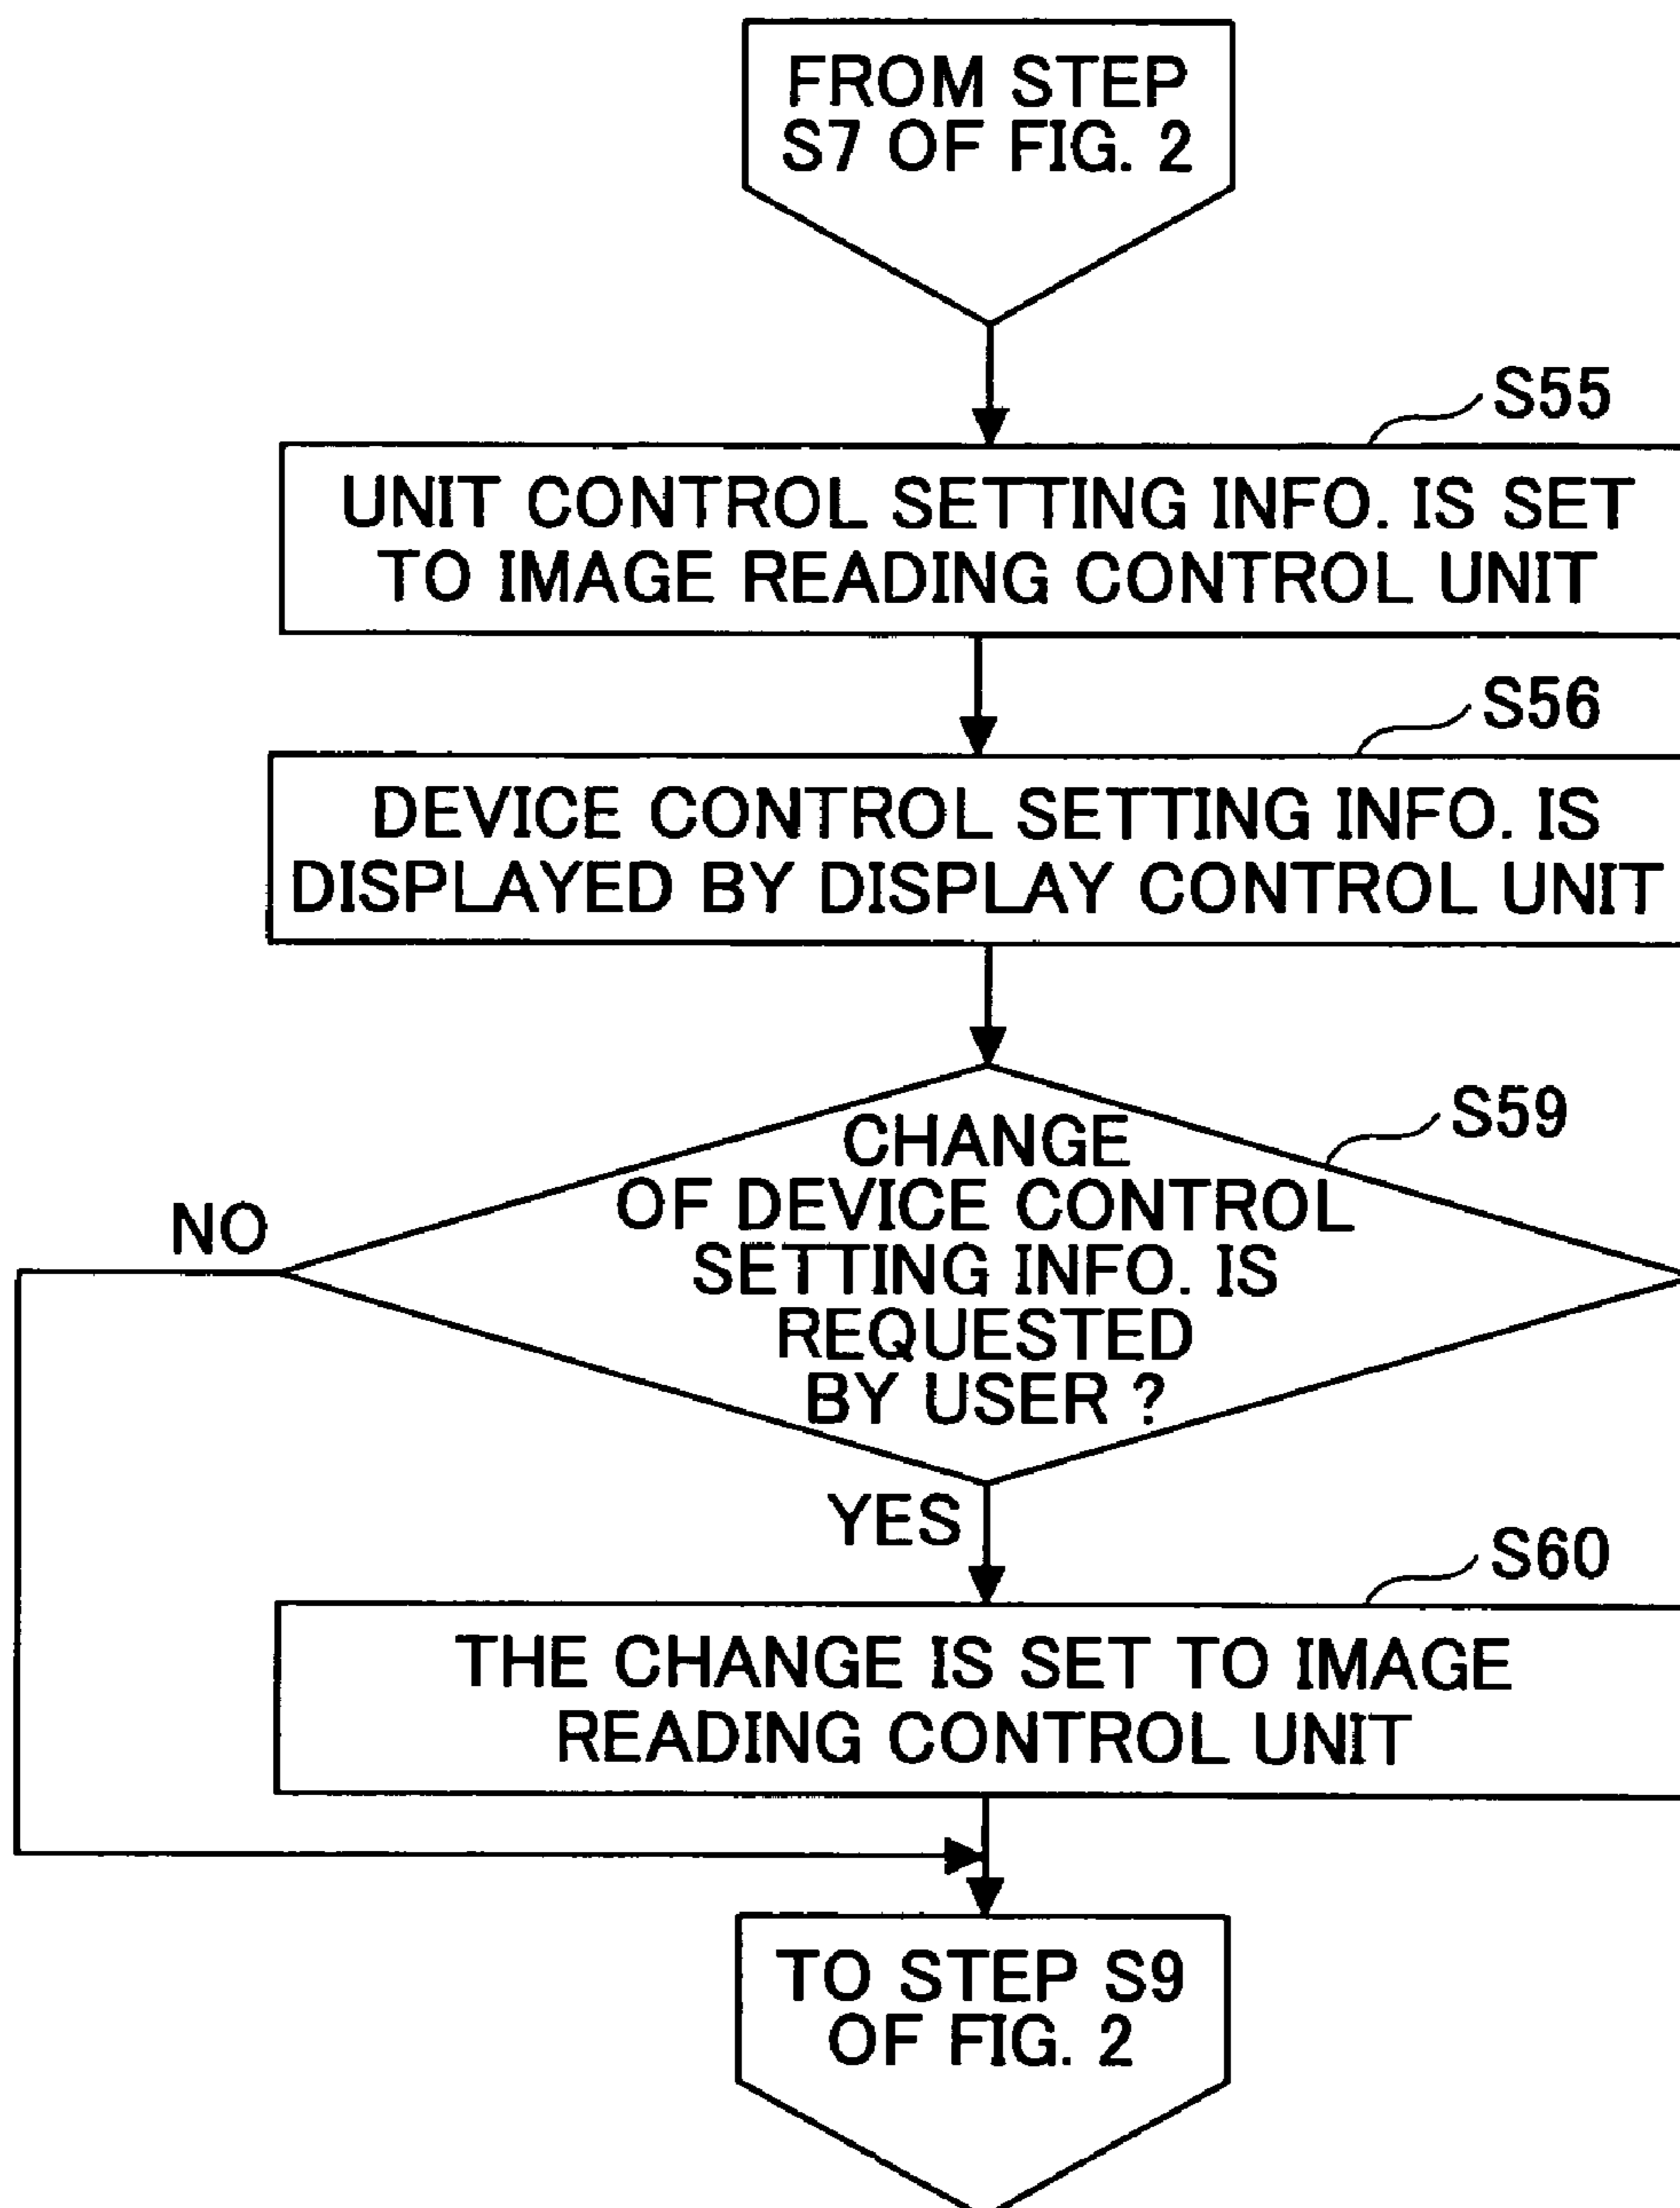 FROM STEP
S7 OF FIG. 2
S55
UNIT CONTROL SETTING INFO. IS SET
TO IMAGE READING CONTROL UNIT
S56
DEVICE CONTROL SETTING INFO. IS
DISPLAYED BY DISPLAY CONTROL UNIT
S59
CHANGE
OF DEVICE CONTROL
SETTING INFO. IS
REQUESTED
BY USER ?
NO
YES
S60
THE CHANGE IS SET TO IMAGE
READING CONTROL UNIT
TO STEP S9
OF FIG. 2